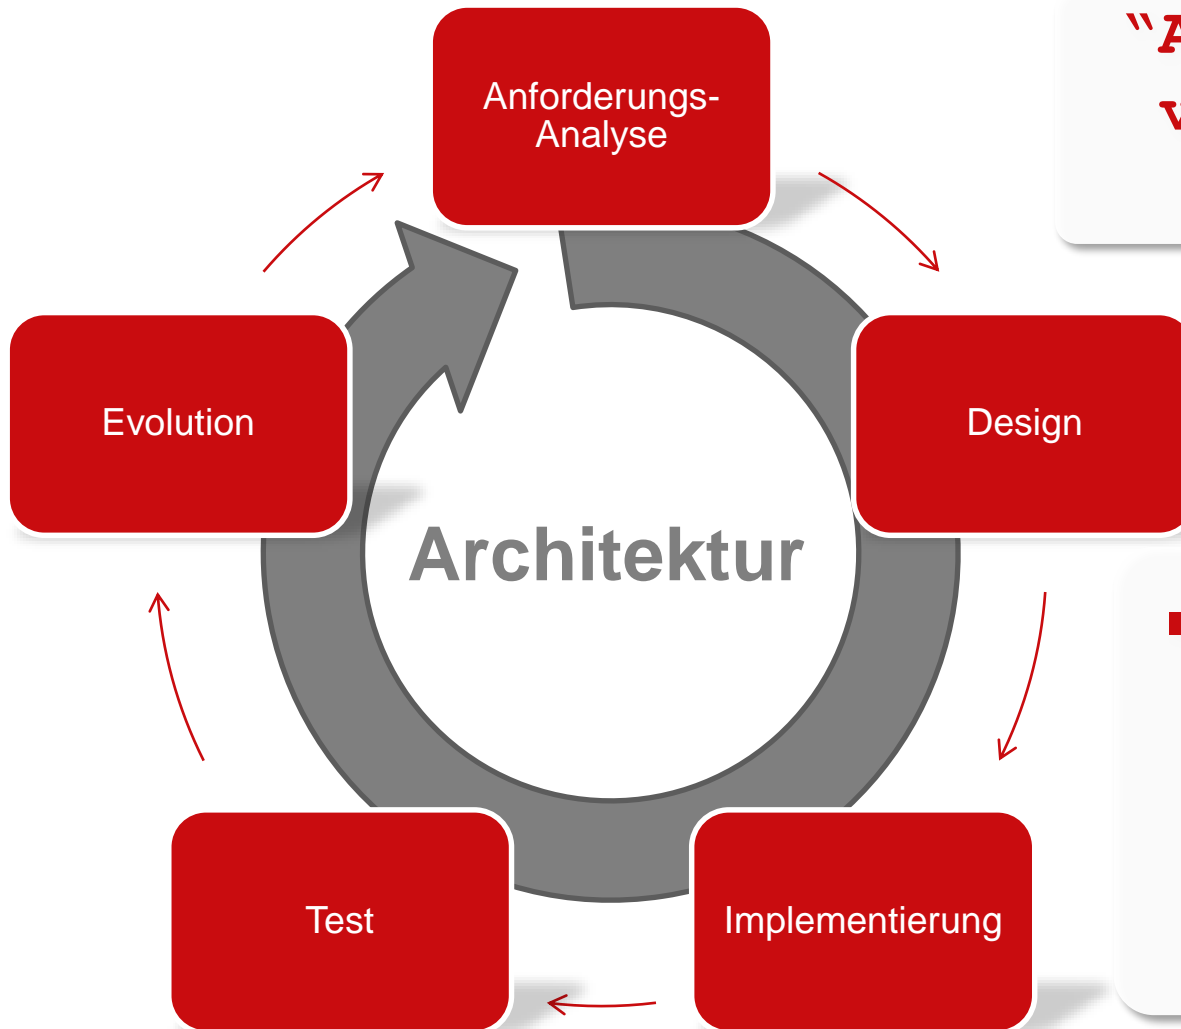 Anforderungs-
Analyse
Design
Implementierung
Test
Evolution
Architektur